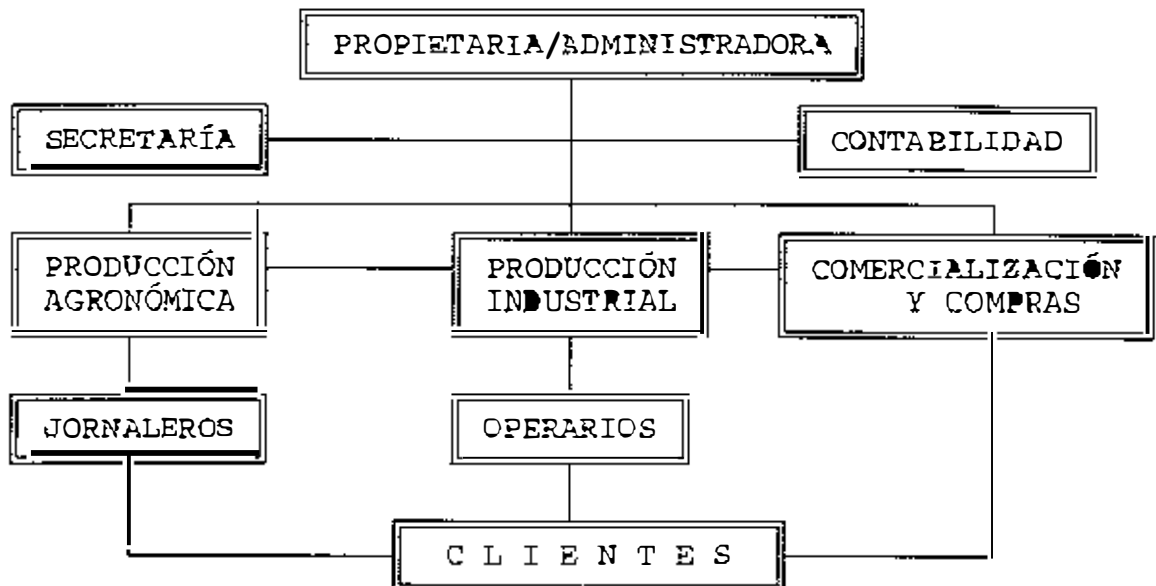 PROPIETARIA/ADMINISTRADORA
SECRETARÍA
CONTABILIDAD
PRODUCCIÓN
AGRONÓMICA
PRODUCCIÓN
INDUSTRIAL
COMERCIALIZACIÓN
Y COMPRAS
JORNALEROS
OPERARIOS
C L I E N T E S